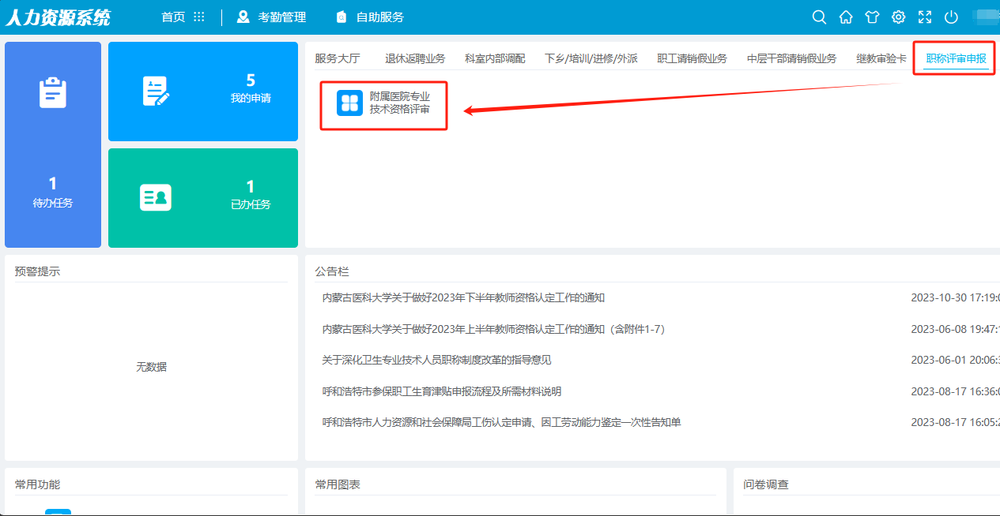 人力资源系统
首页
考勤管理
自助服务
5
我的申请
1
待办任务
1
已办任务
服务大厅 退休返聘业务 科室内部调配 下乡/培训/进修/外派 职工请销假业务 中层干部请销假业务 继教审验卡 职称评审申报
附属医院专业
技术资格评审
预警提示
无数据
公告栏
内蒙古医科大学关于做好2023年下半年教师资格认定工作的通知 2023-10-30 17:19:0
内蒙古医科大学关于做好2023年上半年教师资格认定工作的通知（含附件1-7） 2023-06-08 19:47:1
关于深化卫生专业技术人员职称制度改革的指导意见 2023-06-01 20:06:3
呼和浩特市参保职工生育津贴申报流程及所需材料说明 2023-08-17 16:36:0
呼和浩特市人力资源和社会保障局工伤认定申请、因工劳动能力鉴定一次性告知单 2023-08-17 16:05:2
常用功能
常用图表
问卷调查